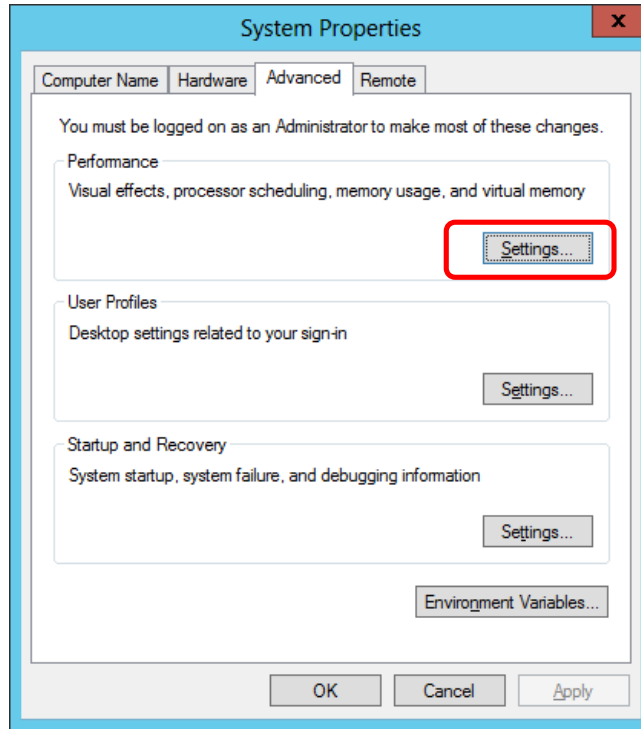 System Properties
x
Computer Name Hardware Advanced Remote
You must be logged on as an Administrator to make most of these changes.
Performance
Visual effects, processor scheduling, memory usage, and virtual memory
Settings...
User Profiles
Desktop settings related to your sign-in
Settings...
Startup and Recovery
System startup, system failure, and debugging information
Settings...
Environment Variables...
OK Cancel Apply